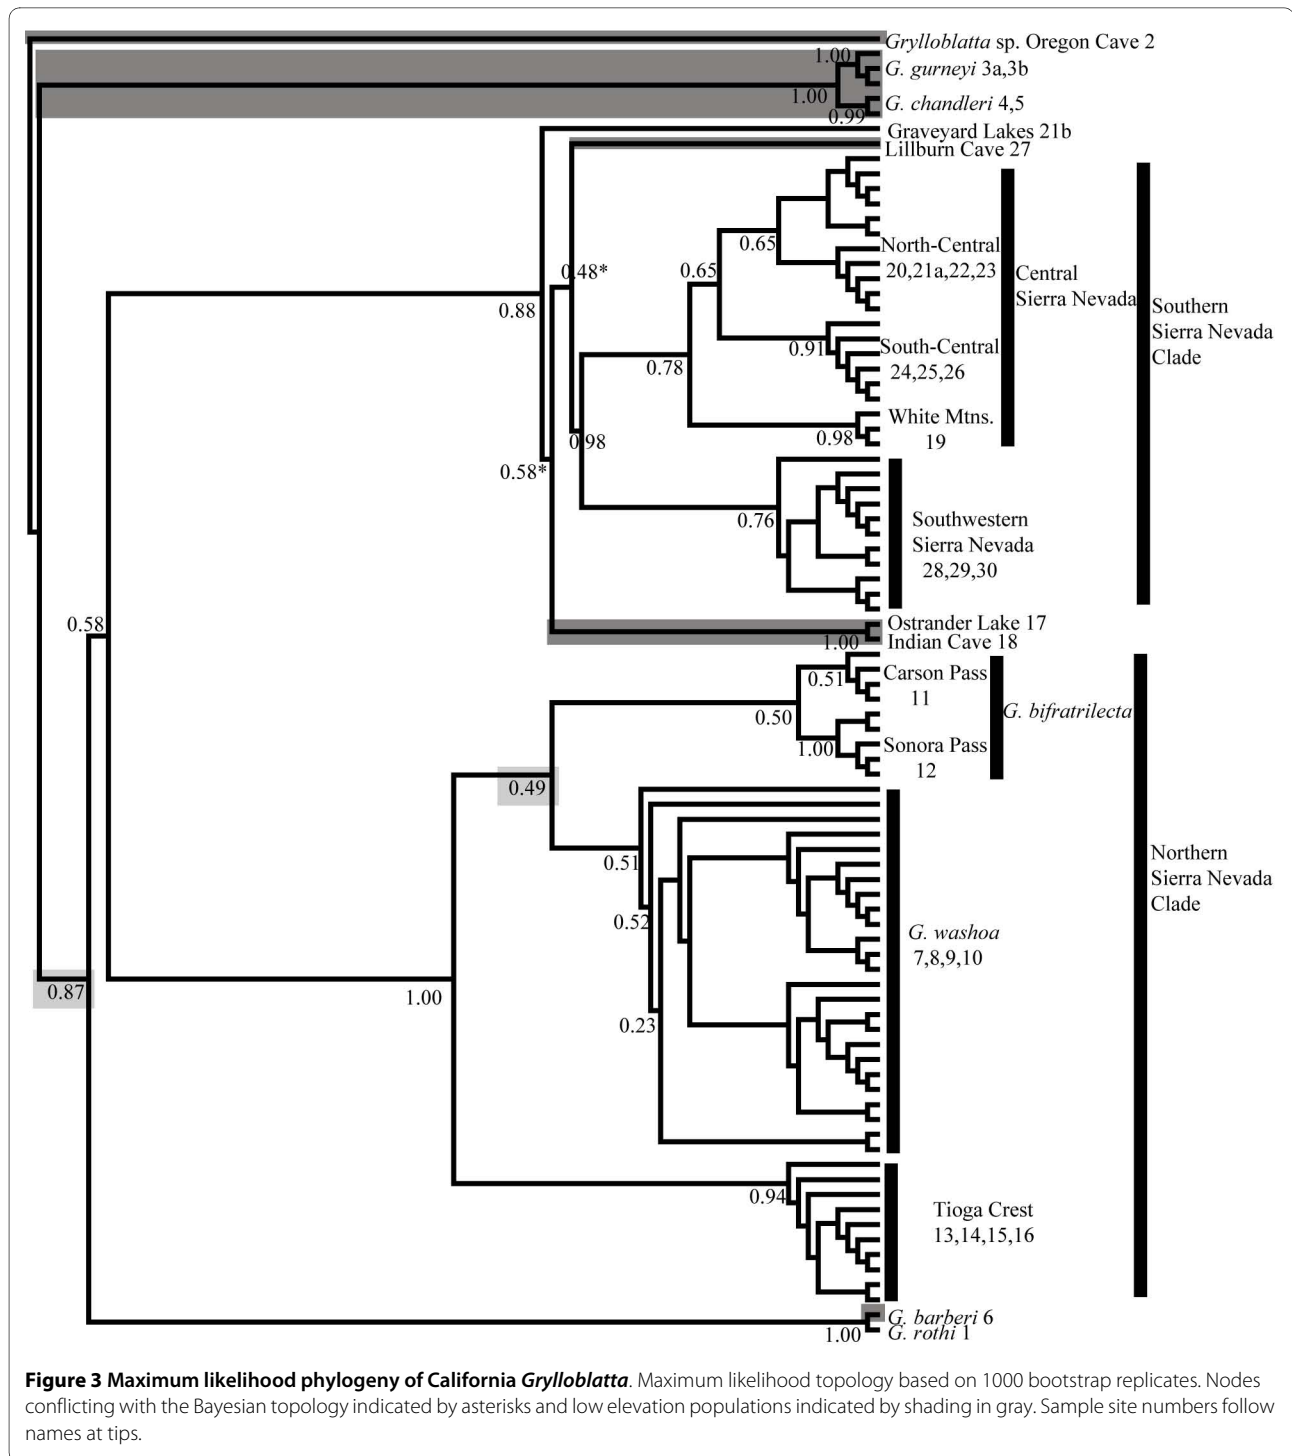 Grylloblatta sp. Oregon Cave 2
1.00
G. gurneyi 3a,3b
1.00
G. chandleri 4,5
0.99
Graveyard Lakes 21b
Lillburn Cave 27
0.65
North-Central
20,21a,22,23
Central
Sierra Nevada
0.48*
0.65
0.88
Southern
Sierra Nevada
Clade
0.91
South-Central
24,25,26
0.78
White Mtns.
19
0.98
0.98
0.58*
0.76
Southwestern
Sierra Nevada
28,29,30
0.58
Ostrander Lake 17
1.00
Indian Cave 18
0.51
Carson Pass
11
0.50
G. bifratrilecta
1.00
Sonora Pass
12
0.49
0.51
Northern
Sierra Nevada
Clade
0.52
G. washoa
7,8,9,10
0.87
1.00
0.23
0.94
Tioga Crest
13,14,15,16
G. barberi 6
1.00
G. rothi 1
Figure 3 Maximum likelihood phylogeny of California Grylloblatta. Maximum likelihood topology based on 1000 bootstrap replicates. Nodes
conflicting with the Bayesian topology indicated by asterisks and low elevation populations indicated by shading in gray. Sample site numbers follow
names at tips.